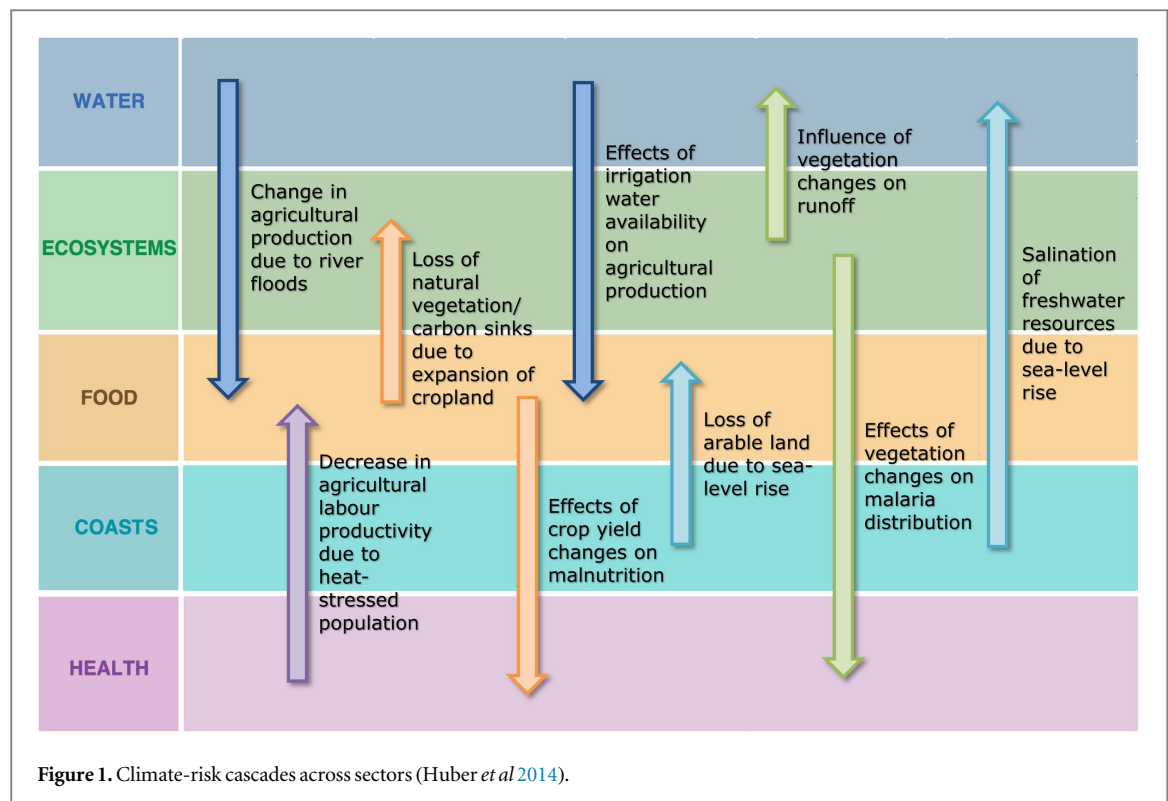 WATER
ECOSYSTEMS
FOOD
COASTS
HEALTH
Change in
agricultural
production
due to river
floods
Decrease in
agricultural
labour
productivity
due to
heat-
stressed
population
Loss of
natural
vegetation/
carbon sinks
due to
expansion of
cropland
Effects of
crop yield
changes on
malnutrition
Effects of
irrigation
water
availability
on
agricultural
production
Loss of
arable land
due to sea-
level rise
Influence of
vegetation
changes on
runoff
Effects of
vegetation
changes on
malaria
distribution
Salination
of
freshwater
resources
due to
sea-level
rise
Figure 1. Climate-risk cascades across sectors (Huber et al 2014).